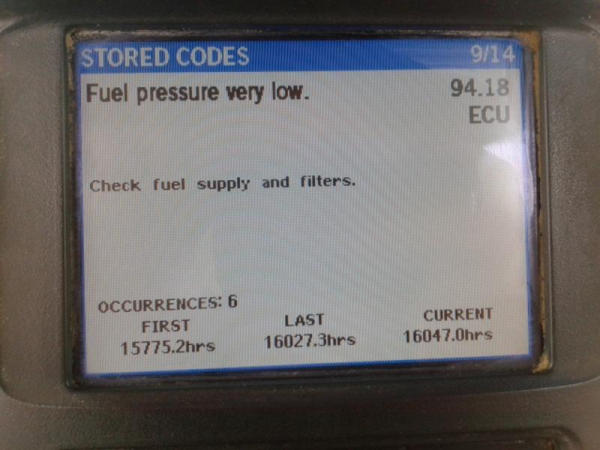 STORED CODES 9/14
Fuel pressure very low. 94.18
ECU
Check fuel supply and filters.
OCCURRENCES: 6
FIRST LAST CURRENT
15775.2hrs 16027.3hrs 16047.0hrs